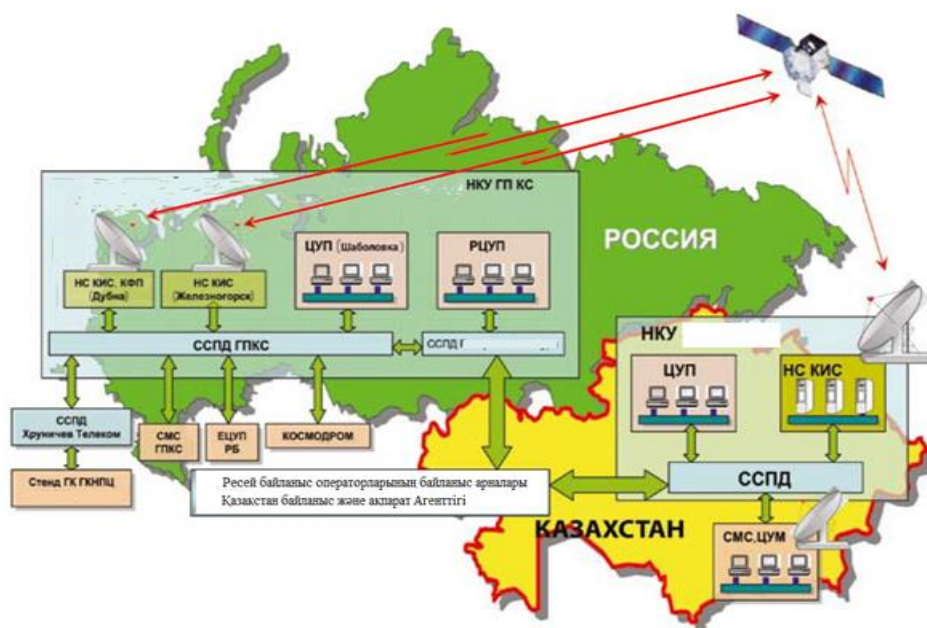 НКУ ГП КС
ЦУП (Шаболовка)
РЦУП
НС КИС, КФП
(Дубна)
НС КИС
(Железногорск)
ССПД ГПКС
ССПД
РОССИЯ
НКУ
ЦУП
НС КИС
ССПД
ССПД
Хруничев Телеком
СМС
ГПКС
ЕЦУП
РБ
КОСМОДРОМ
Стенд ГК ГКНПЦ
Ресей байланыс операторларының байланыс арналары
Қазақстан байланыс және ақпарат Агенттігі
КАЗАХСТАН
СМС,ЦУМ